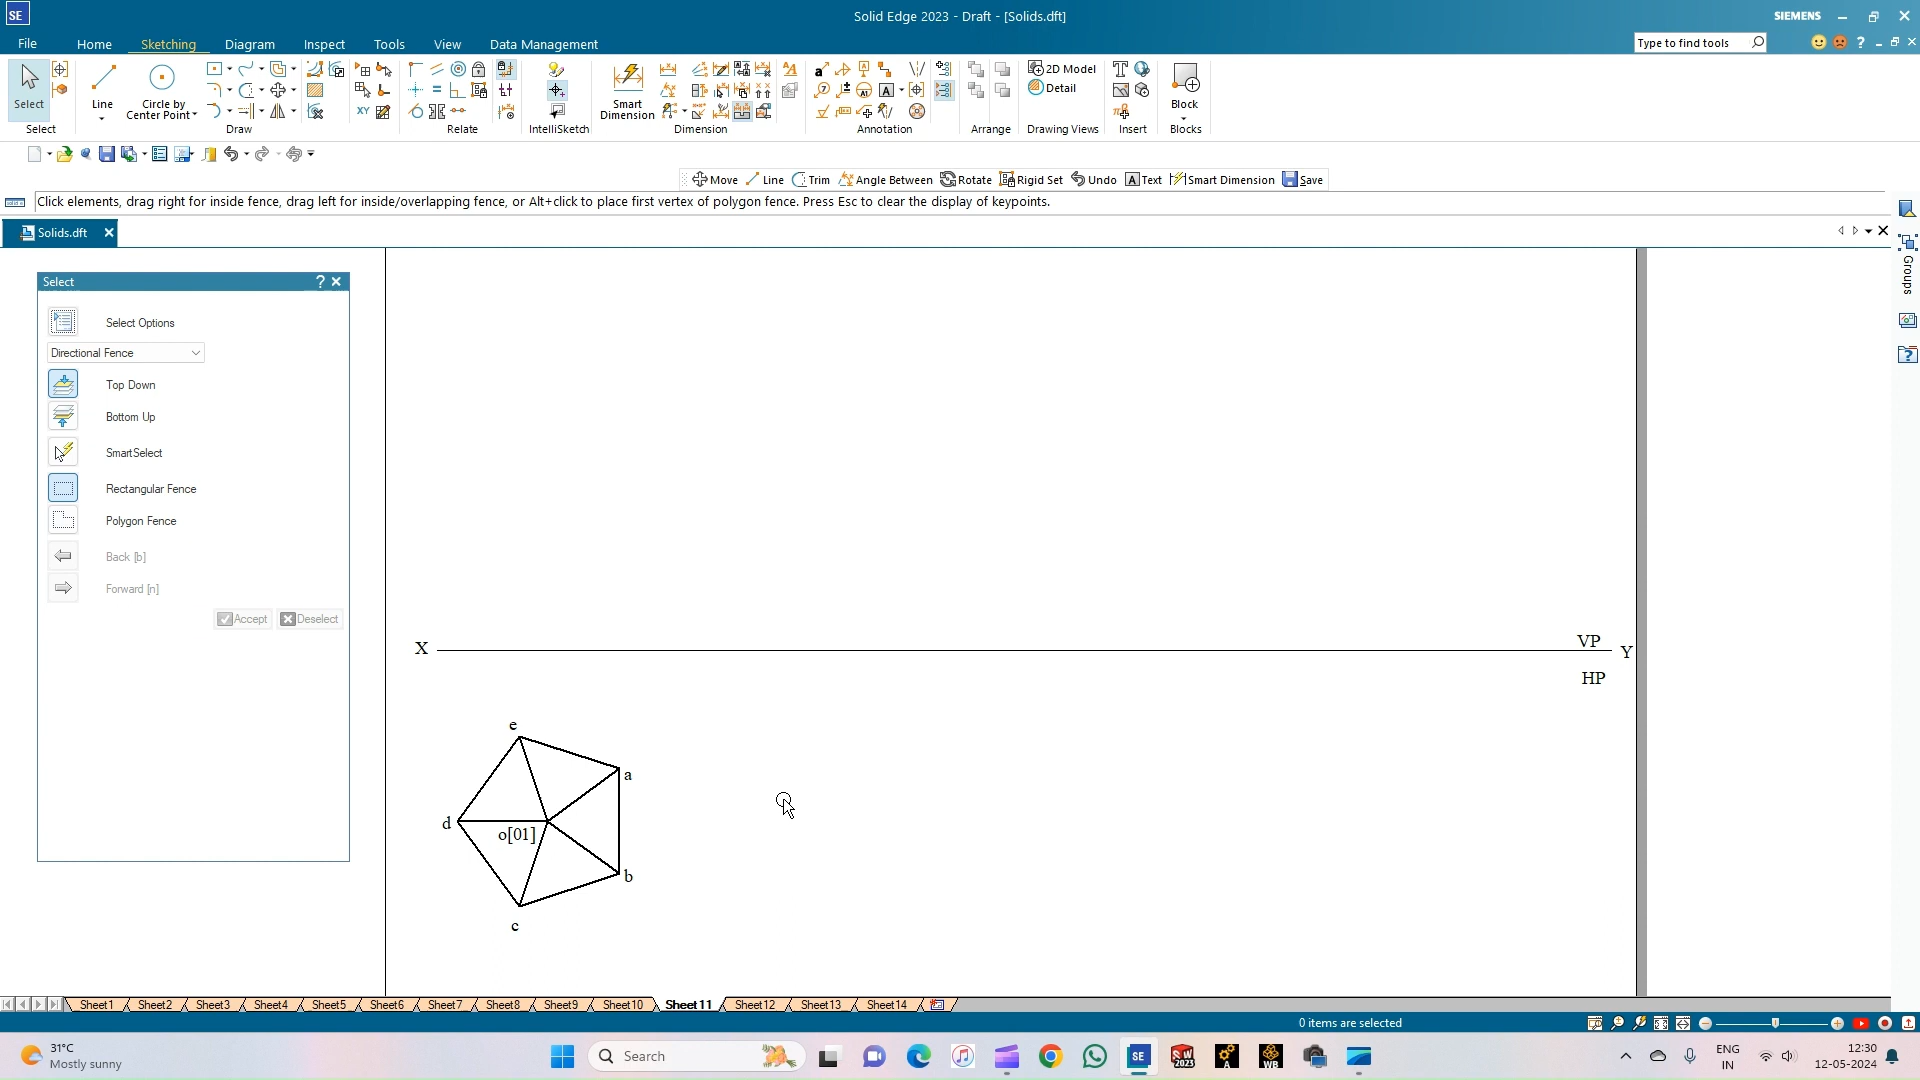 SE
Solid Edge 2023 - Draft - [Solids.dft]
SIEMENS
File Home Sketching Diagram Inspect Tools View Data Management
Type to find tools
Select
Line
Circle by
Center Point
Smart
Dimension
2D Model
Detail
Block
XY
Select Draw Relate IntelliSketch Dimension Annotation Arrange Drawing Views Insert Blocks
Move Line Trim Angle Between Rotate Rigid Set Undo Text Smart Dimension Save
Click elements, drag right for inside fence, drag left for inside/overlapping fence, or Alt+click to place first vertex of polygon fence. Press Esc to clear the display of keypoints.
Solids.dft
Groups
Select
Select Options
Directional Fence
Top Down
Bottom Up
SmartSelect
Rectangular Fence
Polygon Fence
Back [b]
Forward [n]
Accept Deselect
X
VP
Y
HP
e
a
d
o[01]
b
c
Sheet1 Sheet2 Sheet3 Sheet4 Sheet5 Sheet6 Sheet7 Sheet8 Sheet9 Sheet10 Sheet11 Sheet12 Sheet13 Sheet14
0 items are selected
31°C
Mostly sunny
Search
SE
SW
2023
A
WB
ENG
IN
12:30
12-05-2024